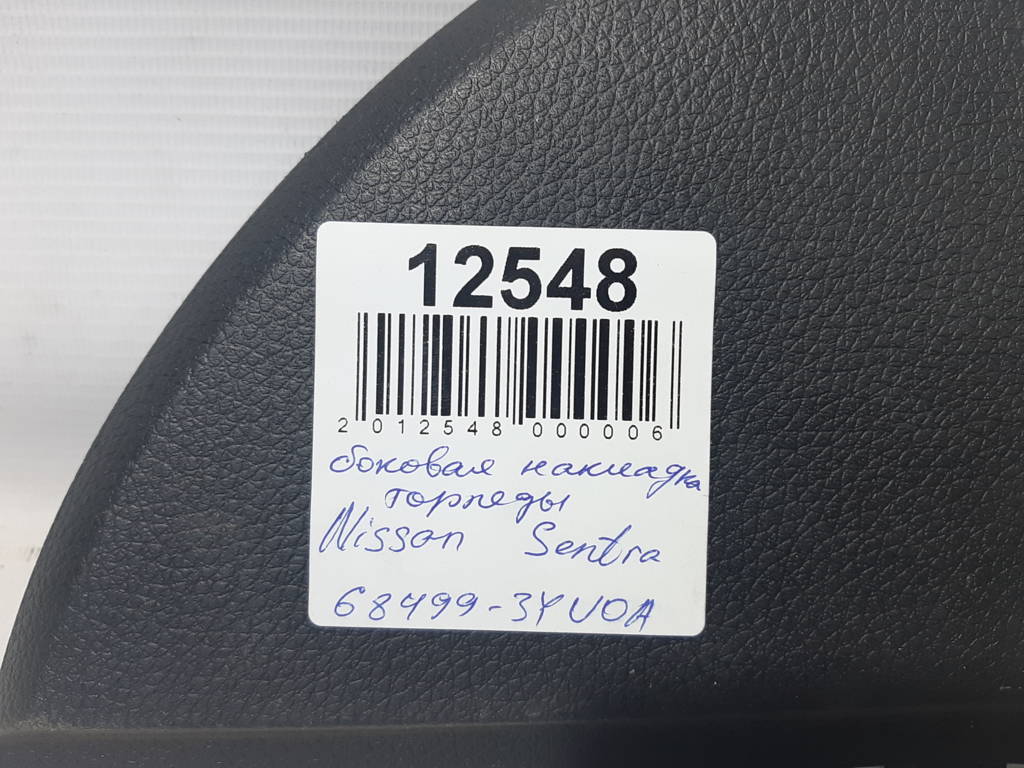 12548
2 012548 000006
боковая накладка
торпеды
Nissan Sentra
68499-3YU0A